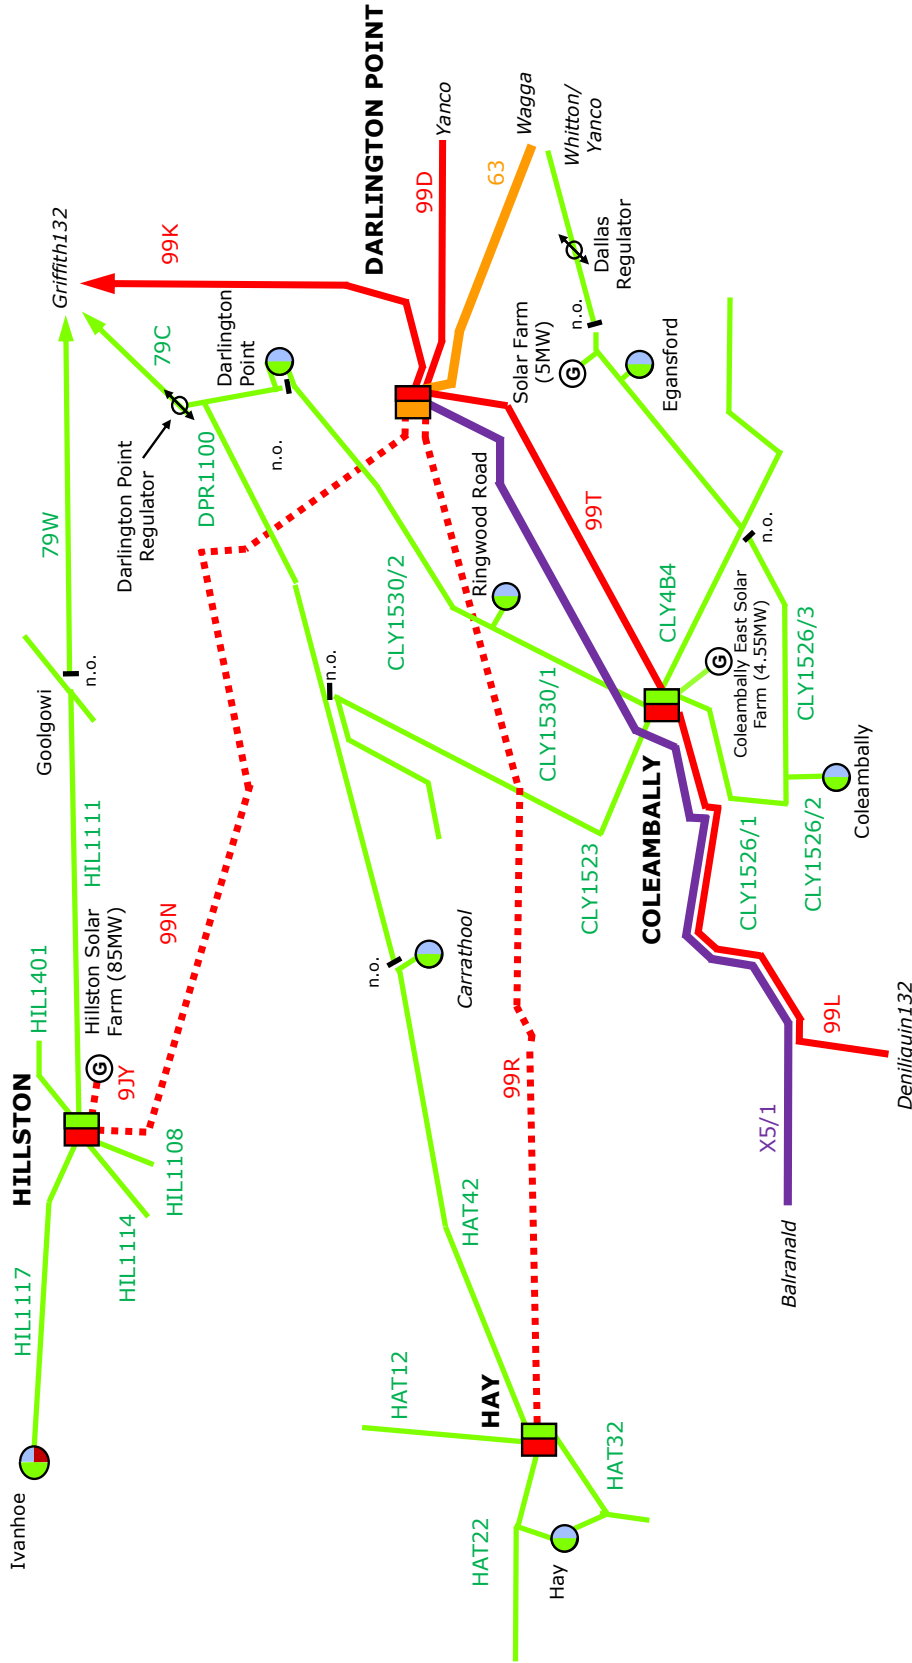 Ivanhoe
HIL1117
HILLSTON
HIL1401
Goolgowi
79W
Griffith132
HIL1114
HIL1108
9JY
Hillston Solar
Farm (85MW)
HIL1111
n.o.
99N
Darlington Point
Regulator
DPR1100
79C
99K
Darlington
Point
n.o.
DARLINGTON POINT
99D
Yanco
63
Wagga
Whitton/
Yanco
Dallas
Regulator
n.o.
Solar Farm
(5MW)
Egansford
HAT12
HAY
HAT22
Hay
HAT32
HAT42
n.o.
Carrathool
99R
n.o.
CLY1530/2
Ringwood Road
CLY1530/1
CLY1523
99T
CLY4B4
n.o.
COLEAMBALLY
Coleambally East Solar
Farm (4.55MW)
CLY1526/3
CLY1526/1
CLY1526/2
Coleambally
X5/1
Balranald
99L
Deniliquin132
G
G
G